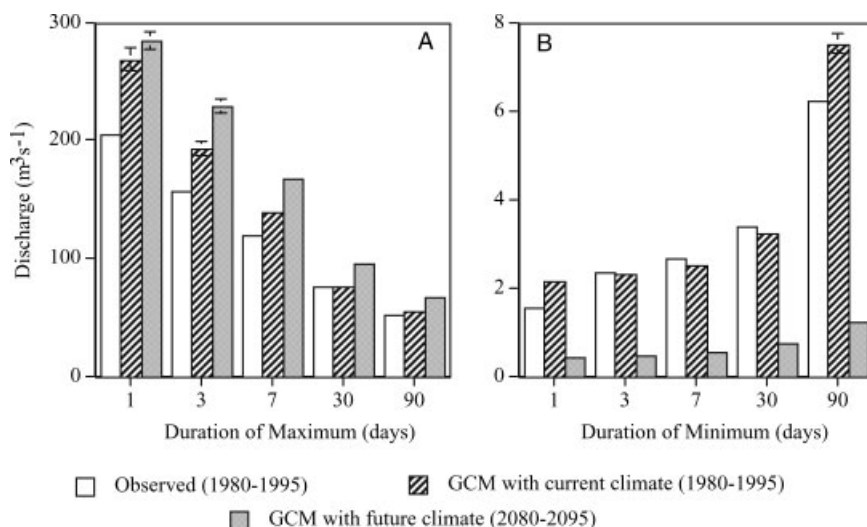 300
200
100
0
Discharge (m³s⁻¹)
A
1 3 7 30 90
Duration of Maximum (days)
8
6
4
2
0
B
1 3 7 30 90
Duration of Minimum (days)
Observed (1980-1995)
GCM with current climate (1980-1995)
GCM with future climate (2080-2095)